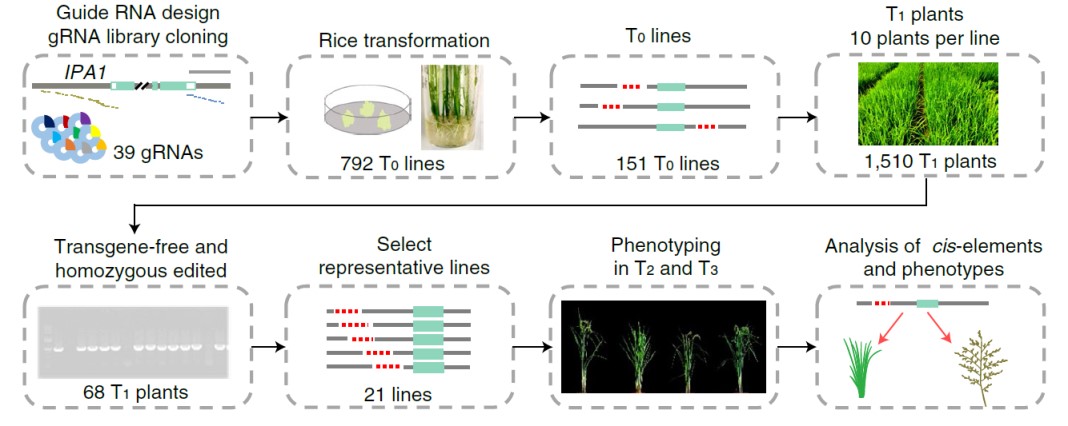 Guide RNA design
gRNA library cloning
IPA1
39 gRNAs
Rice transformation
792 T0 lines
T0 lines
151 T0 lines
T1 plants
10 plants per line
1,510 T1 plants
Transgene-free and
homozygous edited
68 T1 plants
Select
representative lines
21 lines
Phenotyping
in T2 and T3
Analysis of cis-elements
and phenotypes